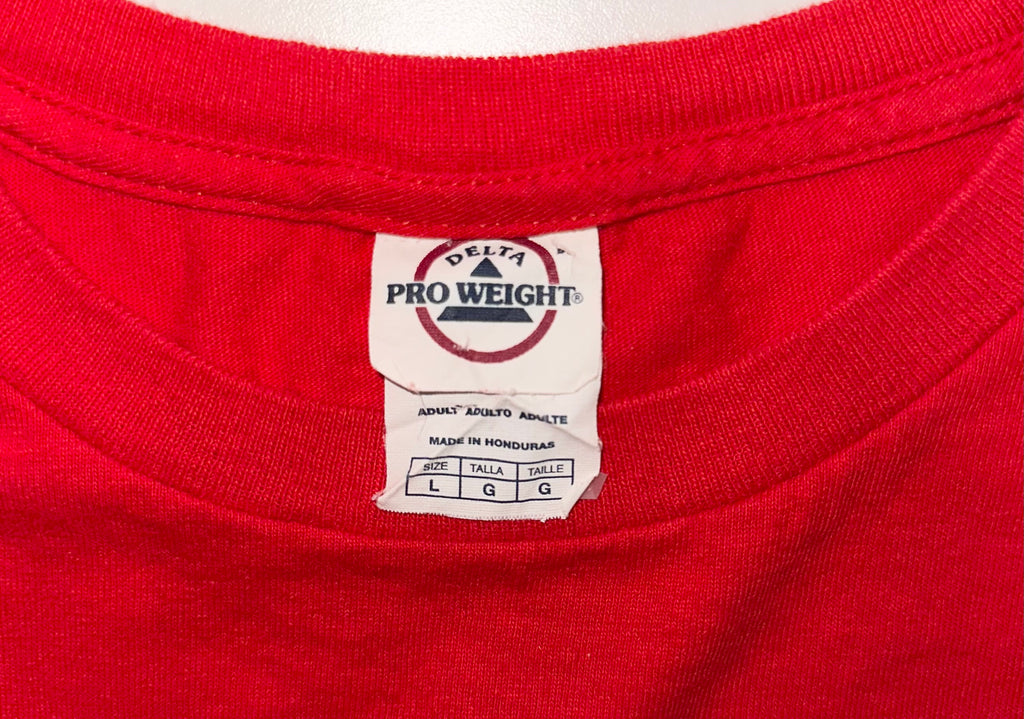 DELTA
PRO WEIGHT®
ADULT ADULTO ADULTE
MADE IN HONDURAS
SIZE TALLA TAILLE
L G G